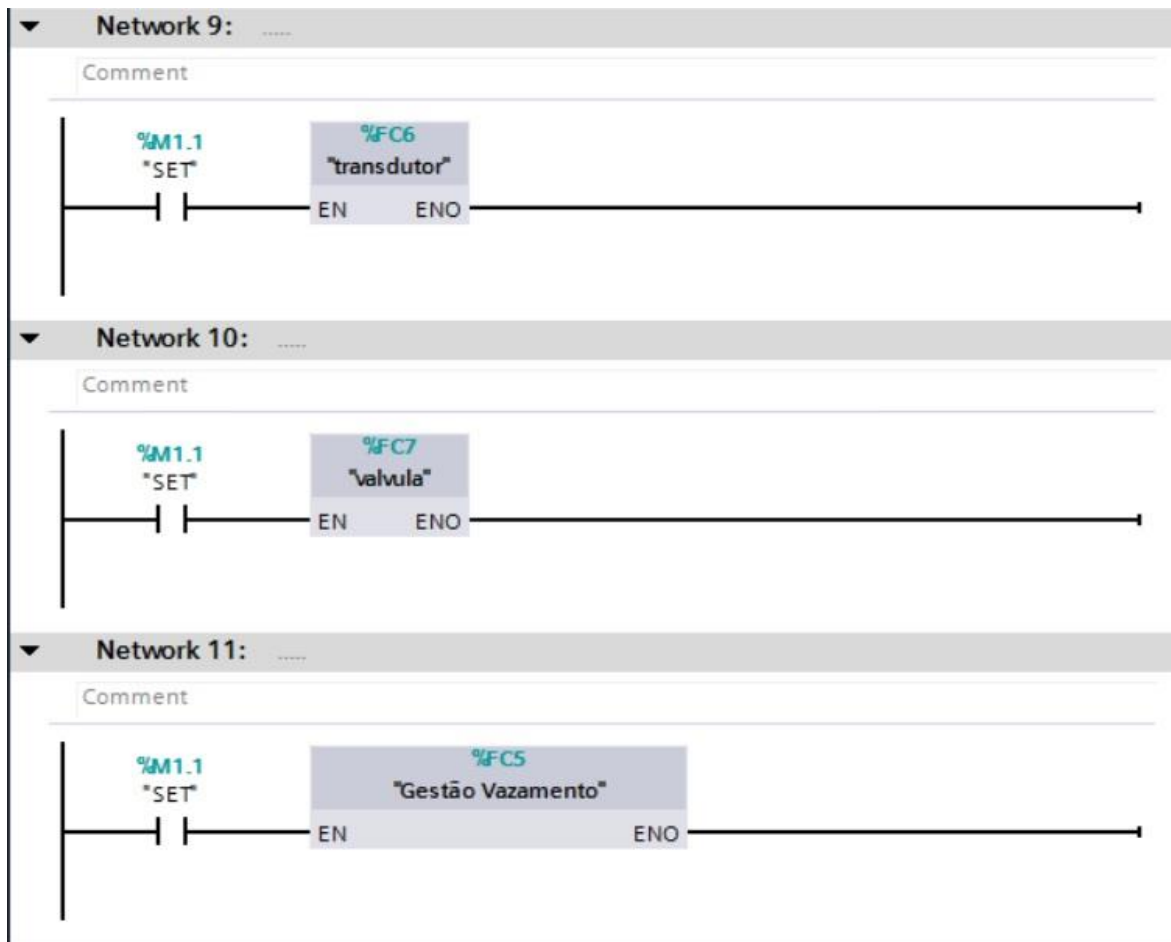 Network 9: .....
Comment
%M1.1
"SET"
%FC6
"transdutor"
EN ENO
Network 10: .....
Comment
%M1.1
"SET"
%FC7
"valvula"
EN ENO
Network 11: .....
Comment
%M1.1
"SET"
%FC5
"Gestão Vazamento"
EN ENO